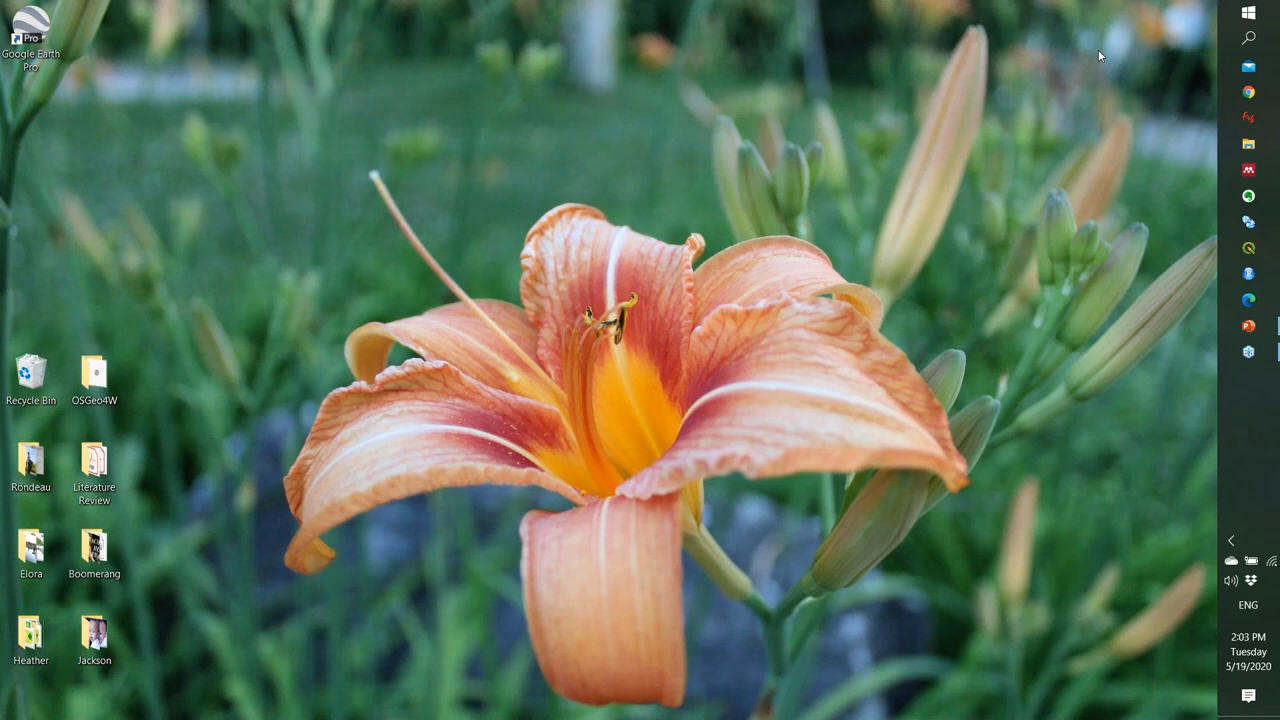 Pro
Google Earth
Pro
Recycle Bin
OSGeo4W
Rondeau
Literature
Review
Elora
Boomerang
Heather
Jackson
ENG
2:03 PM
Tuesday
5/19/2020